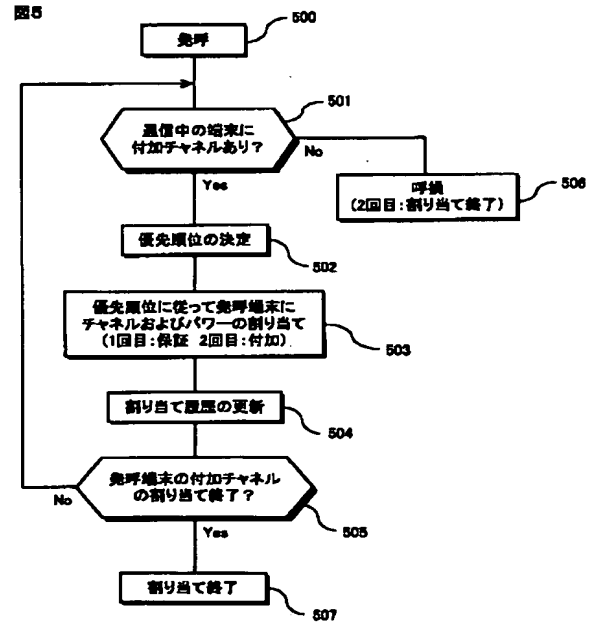 図5
発呼
500
501
通信中の端末に
付加チャネルあり？
No
Yes
呼損
(2回目：割り当て終了)
506
優先順位の決定
502
優先順位に従って発呼端末に
チャネルおよびパワーの割り当て
(1回目：保証 2回目：付加)
503
割り当て履歴の更新
504
発呼端末の付加チャネル
の割り当て終了？
No
505
Yes
割り当て終了
507